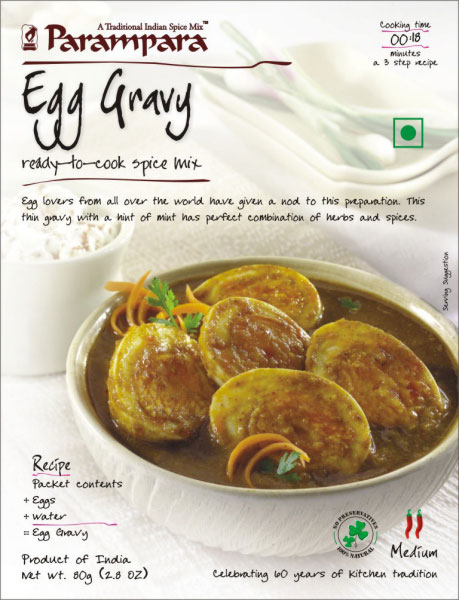 A Traditional Indian Spice Mix™
Parampara
Cooking time
00:18
minutes
a 3 step recipe
Egg Gravy
ready-to-cook spice mix
Egg lovers from all over the world have given a nod to this preparation. This
thin gravy with a hint of mint has perfect combination of herbs and spices.
Serving Suggestion
Recipe
Packet contents
+ Eggs
+ water
= Egg Gravy
Product of India
Net wt. 80g (2.8 OZ)
NO PRESERVATIVES
100% NATURAL
Medium
Celebrating 60 years of kitchen tradition